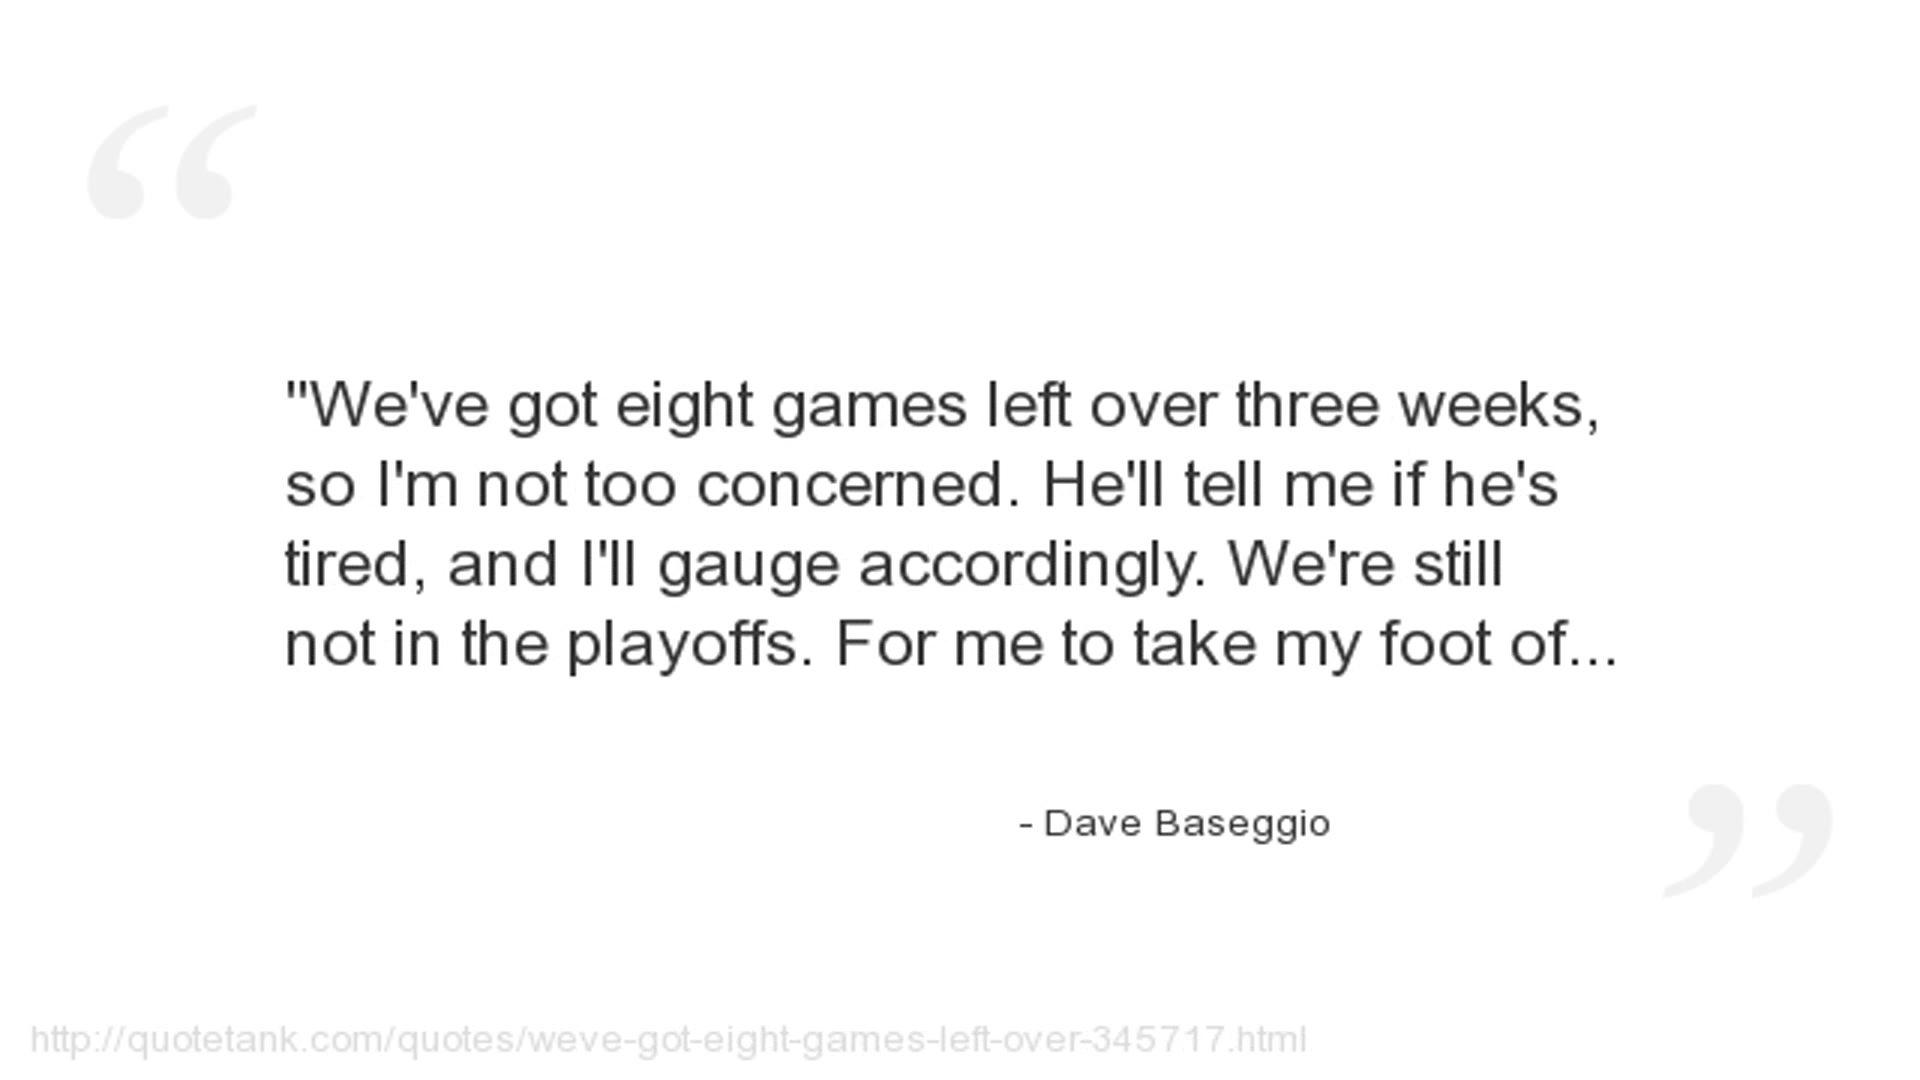 "We've got eight games left over three weeks,
so I'm not too concerned. He'll tell me if he's
tired, and I'll gauge accordingly. We're still
not in the playoffs. For me to take my foot of...
- Dave Baseggio
http://quotetank.com/quotes/weve-got-eight-games-left-over-345717.html